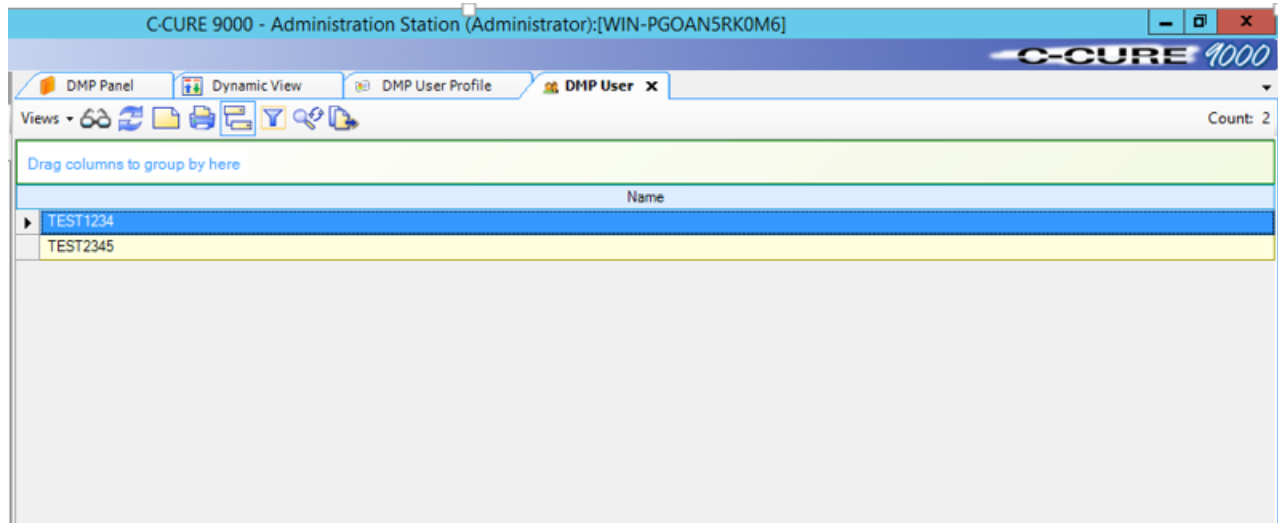 C-CURE 9000 - Administration Station (Administrator):[WIN-PGOAN5RK0M6]
C-CURE 9000
DMP Panel Dynamic View DMP User Profile DMP User X
Views Count: 2
Drag columns to group by here
Name
TEST1234
TEST2345